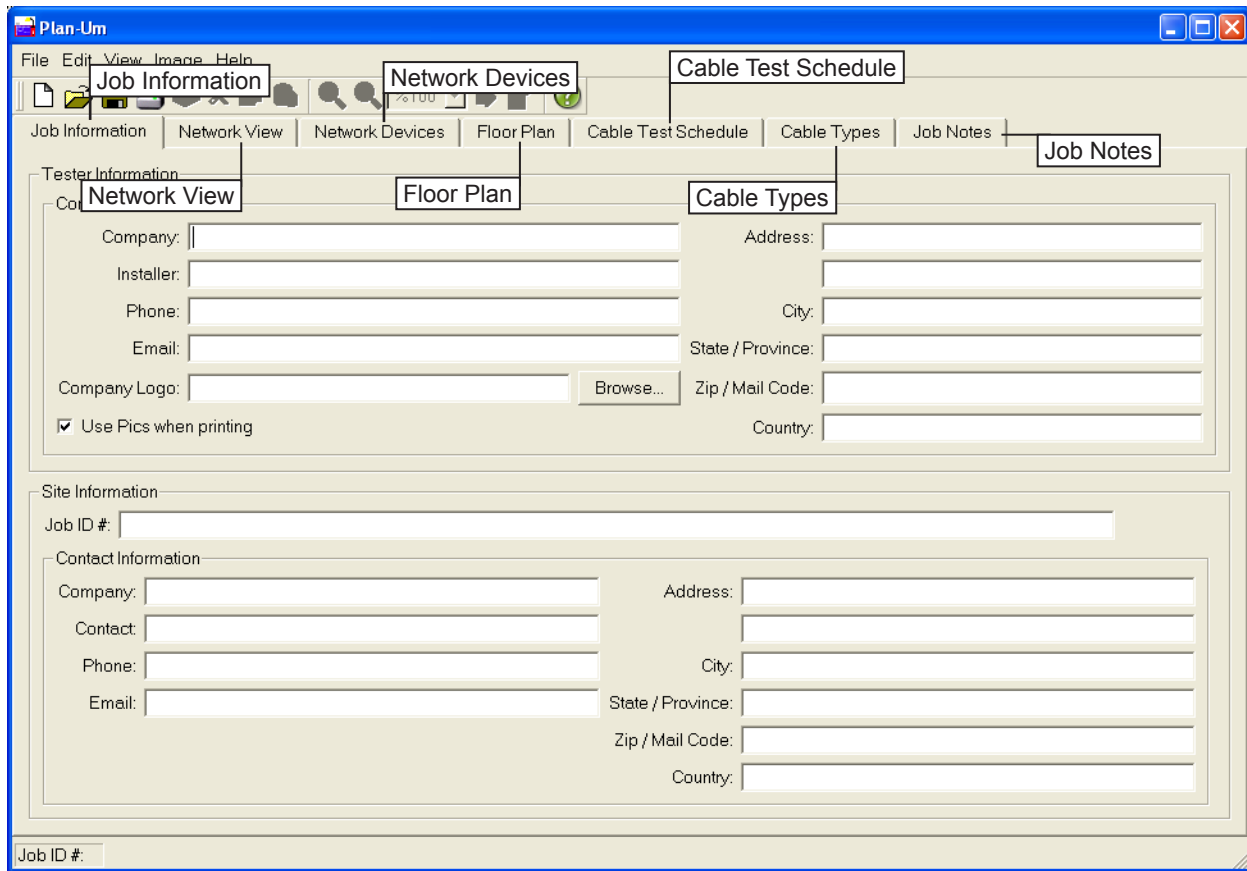 Plan-Um
File Edit View Image Help
Job Information
Network Devices
Cable Test Schedule
%100
Job Information Network View Network Devices Floor Plan Cable Test Schedule Cable Types Job Notes
Job Notes
Tester Information
Network View
Floor Plan
Cable Types
Company:
Address:
Installer:
Phone:
City:
Email:
State / Province:
Company Logo:
Browse...
Zip / Mail Code:
Use Pics when printing
Country:
Site Information
Job ID #:
Contact Information
Company:
Address:
Contact:
Phone:
City:
Email:
State / Province:
Zip / Mail Code:
Country:
Job ID #: